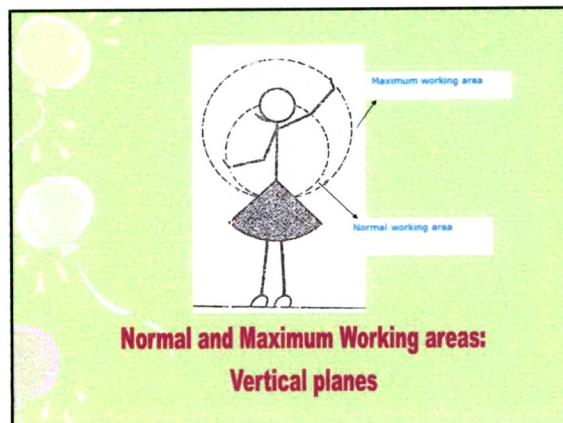 Maximum working area
Normal working area
Normal and Maximum Working areas:
Vertical planes